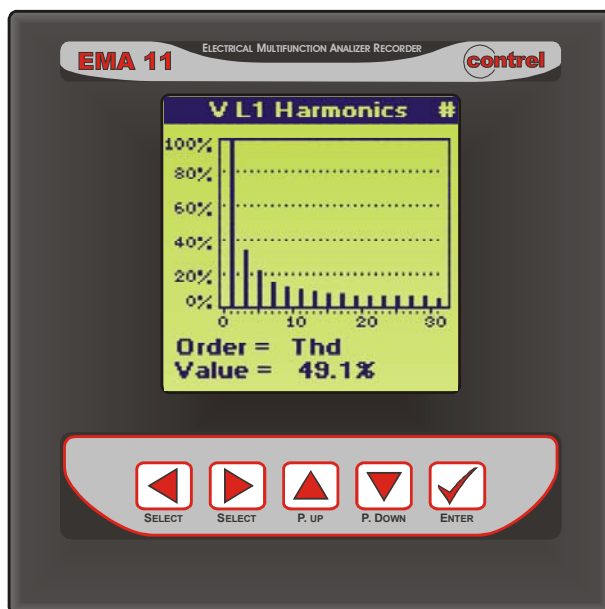 EMA 11
ELECTRICAL MULTIFUNCTION ANALIZER RECORDER
contrel
V L1 Harmonics #
100%
80%
60%
40%
20%
0%
0 10 20 30
Order = Thd
Value = 49.1%
SELECT SELECT P. UP P. DOWN ENTER